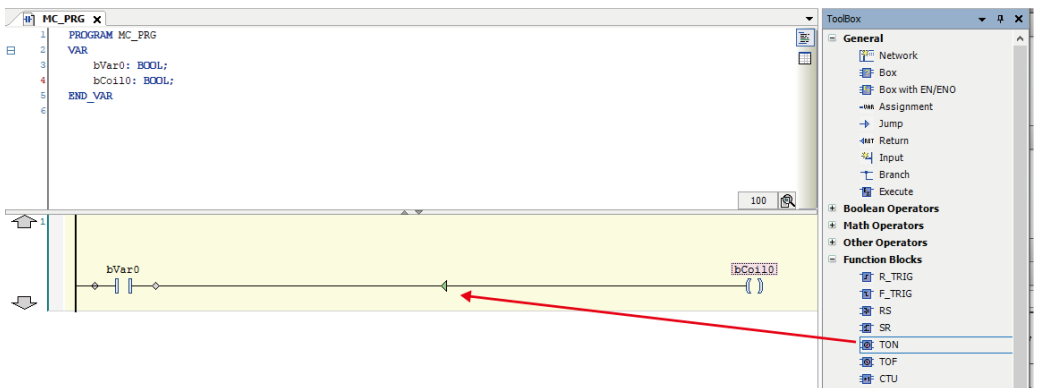 MC_PRG
1 PROGRAM MC_PRG
2 VAR
3 bVar0: BOOL;
4 bCoil0: BOOL;
5 END_VAR
6
100
1
bVar0
bCoil0
ToolBox
General
Network
Box
Box with EN/ENO
Assignment
Jump
Return
Input
Branch
Execute
Boolean Operators
Math Operators
Other Operators
Function Blocks
R_TRIG
F_TRIG
RS
SR
TON
TOF
CTU